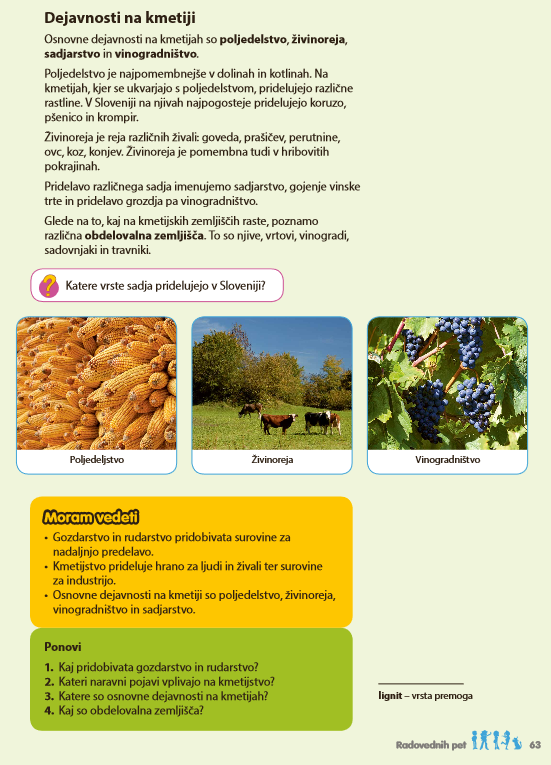 Dejavnosti na kmetiji
Osnovne dejavnosti na kmetijah so poljedelstvo, živinoreja,
sadjarstvo in vinogradništvo.
Poljedelstvo je najpomembnejše v dolinah in kotlinah. Na
kmetijah, kjer se ukvarjajo s poljedelstvom, pridelujejo različne
rastline. V Sloveniji na njivah najpogosteje pridelujejo koruzo,
pšenico in krompir.
Živinoreja je reja različnih živali: goveda, prašičev, perutnine,
ovc, koz, konjev. Živinoreja je pomembna tudi v hribovitih
pokrajinah.
Pridelavo različnega sadja imenujemo sadjarstvo, gojenje vinske
trte in pridelavo grozdja pa vinogradništvo.
Glede na to, kaj na kmetijskih zemljiščih raste, poznamo
različna obdelovalna zemljišča. To so njive, vrtovi, vinogradi,
sadovnjaki in travniki.
? Katere vrste sadja pridelujejo v Sloveniji?
Poljedeljstvo
Živinoreja
Vinogradništvo
Moram vedeti
• Gozdarstvo in rudarstvo pridobivata surovine za
nadaljnjo predelavo.
• Kmetijstvo prideluje hrano za ljudi in živali ter surovine
za industrijo.
• Osnovne dejavnosti na kmetiji so poljedelstvo, živinoreja,
vinogradništvo in sadjarstvo.
Ponovi
1. Kaj pridobivata gozdarstvo in rudarstvo?
2. Kateri naravni pojavi vplivajo na kmetijstvo?
3. Katere so osnovne dejavnosti na kmetijah?
4. Kaj so obdelovalna zemljišča?
lignit – vrsta premoga
Radovednih pet 63